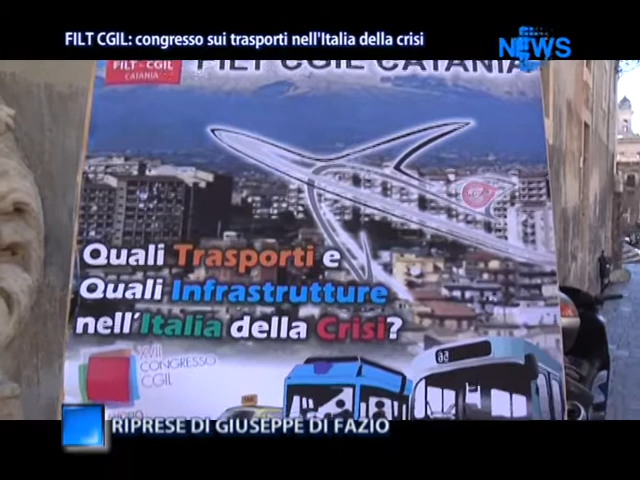 FILT CGIL: congresso sui trasporti nell'Italia della crisi
NEWS
FILT - CGIL
CATANIA
FILT CGIL CATANIA
Quali Trasporti e
Quali Infrastrutture
nell'Italia della Crisi?
XVII
CONGRESSO
CGIL
56
RIPRESE DI GIUSEPPE DI FAZIO